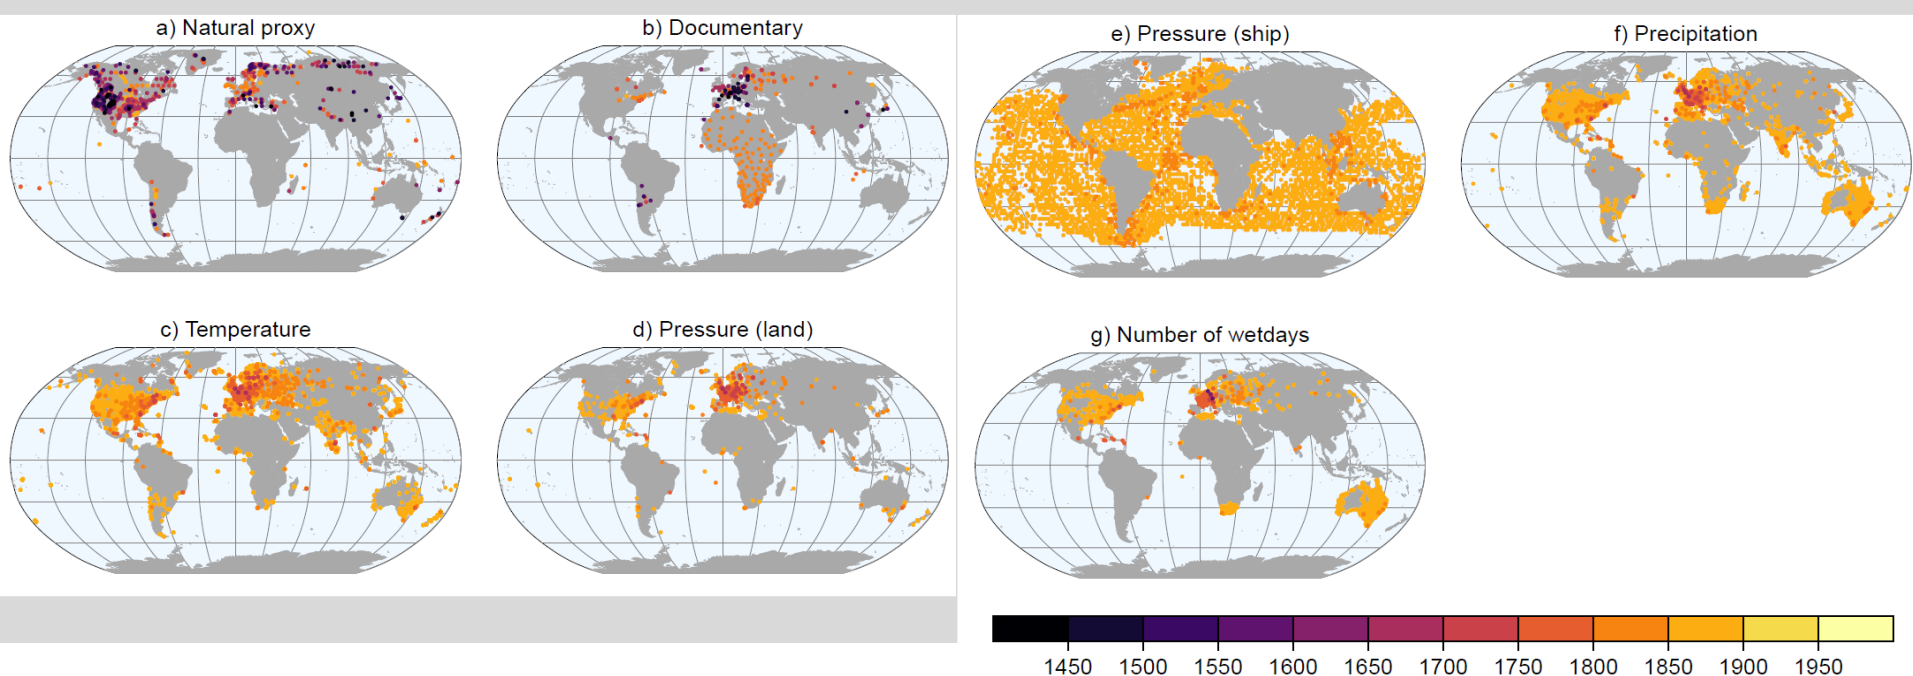 a) Natural proxy
b) Documentary
e) Pressure (ship)
f) Precipitation
c) Temperature
d) Pressure (land)
g) Number of wetdays
1450 1500 1550 1600 1650 1700 1750 1800 1850 1900 1950